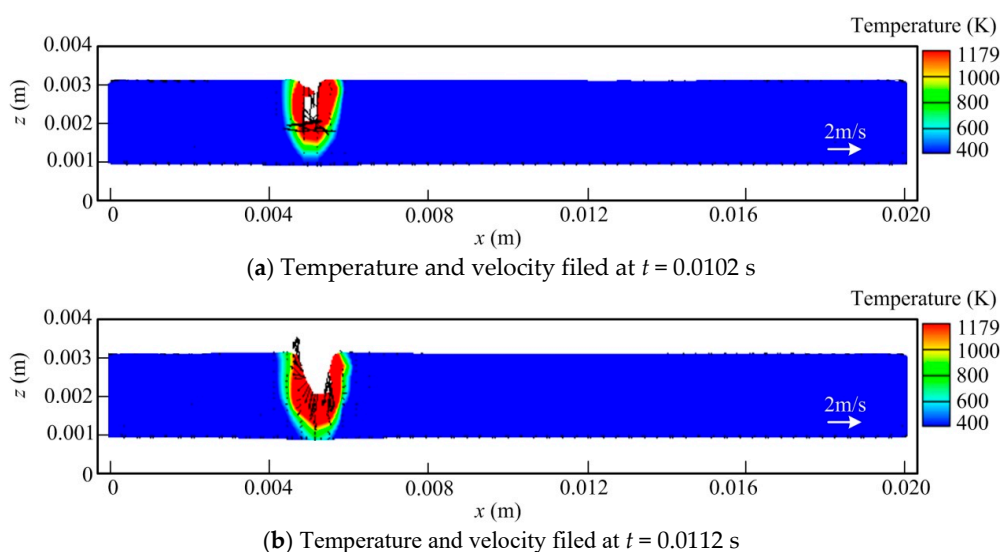 Temperature (K)
0.004
0.003
0.002
0.001
0
z (m)
1179
1000
800
600
400
2m/s
0 0.004 0.008 0.012 0.016 0.020
x (m)
(a) Temperature and velocity filed at t = 0.0102 s
Temperature (K)
0.004
0.003
0.002
0.001
0
z (m)
1179
1000
800
600
400
2m/s
0 0.004 0.008 0.012 0.016 0.020
x (m)
(b) Temperature and velocity filed at t = 0.0112 s